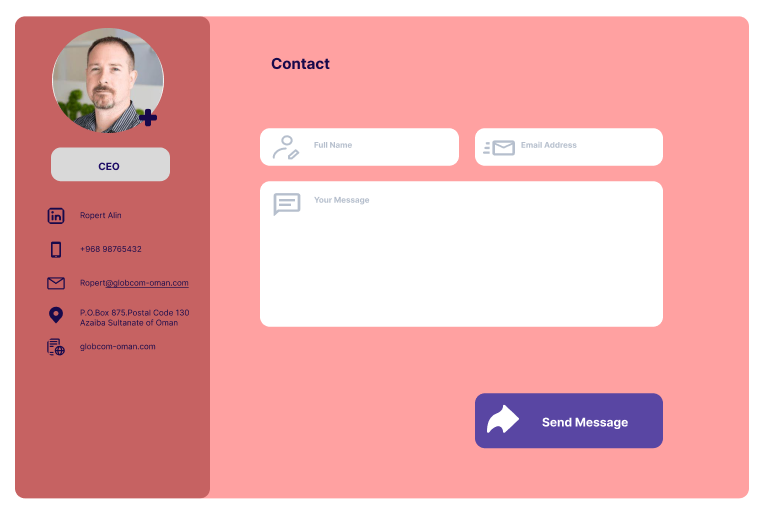 CEO
in
Ropert Alin
+968 98765432
Ropert@globcom-oman.com
P.O.Box 875.Postal Code 130
Azaiba Sultanate of Oman
globcom-oman.com
Contact
Full Name
Email Address
Your Message
Send Message